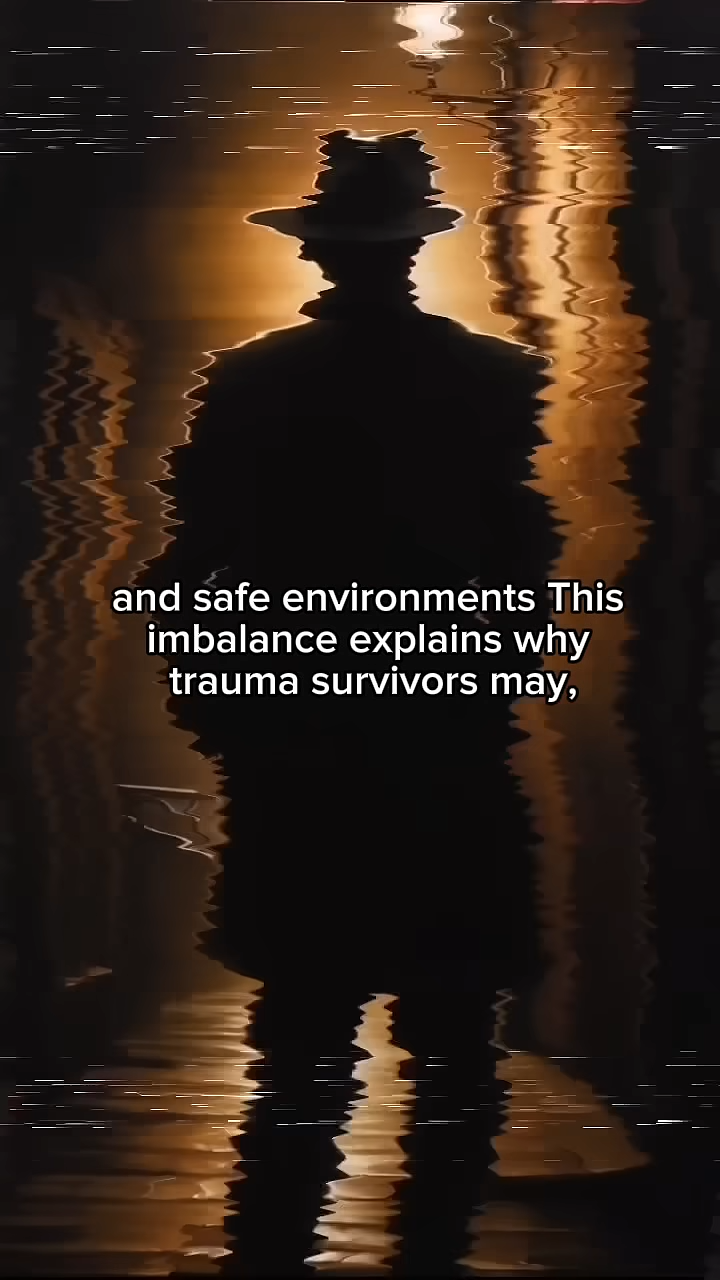 and safe environments This
imbalance explains why
trauma survivors may,